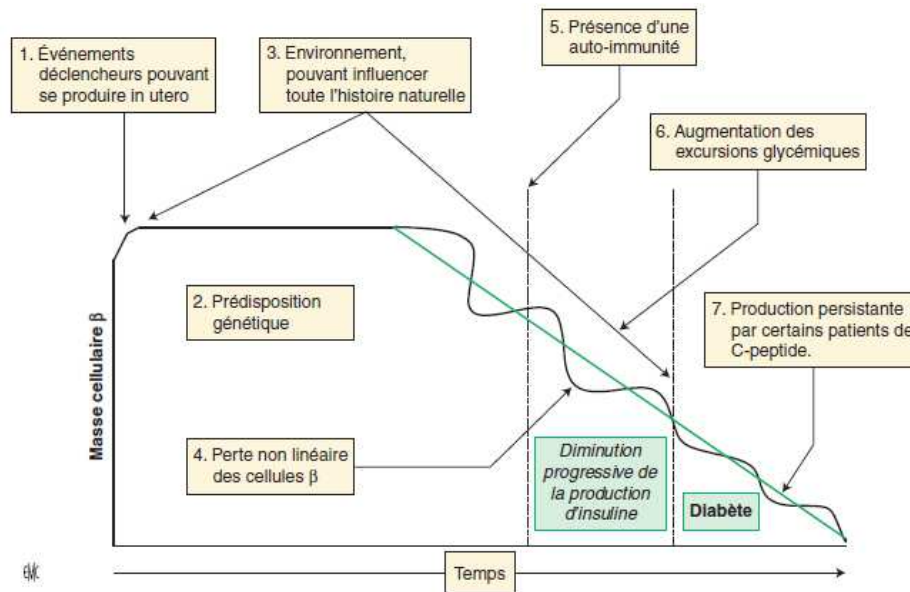 1. Événements
déclencheurs pouvant
se produire in utero
3. Environnement,
pouvant influencer
toute l'histoire naturelle
5. Présence d'une
auto-immunité
6. Augmentation des
excursions glycémiques
2. Prédisposition
génétique
7. Production persistante
par certains patients de
C-peptide.
Masse cellulaire β
4. Perte non linéaire
des cellules β
Diminution
progressive de
la production
d'insuline
Diabète
Temps
EMC